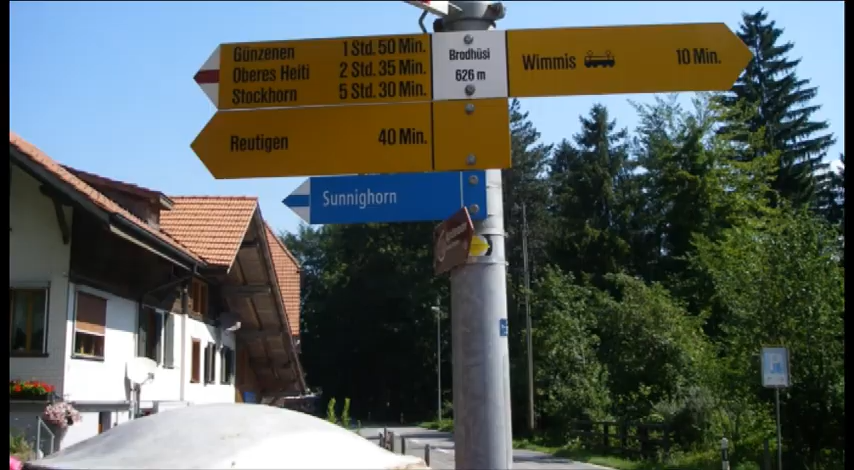 Günzenen 1 Std. 50 Min.
Oberes Heiti 2 Std. 35 Min.
Stockhorn 5 Std. 30 Min.
Brodhüsi
626 m
Wimmis 10 Min.
Reutigen 40 Min.
Sunnighorn